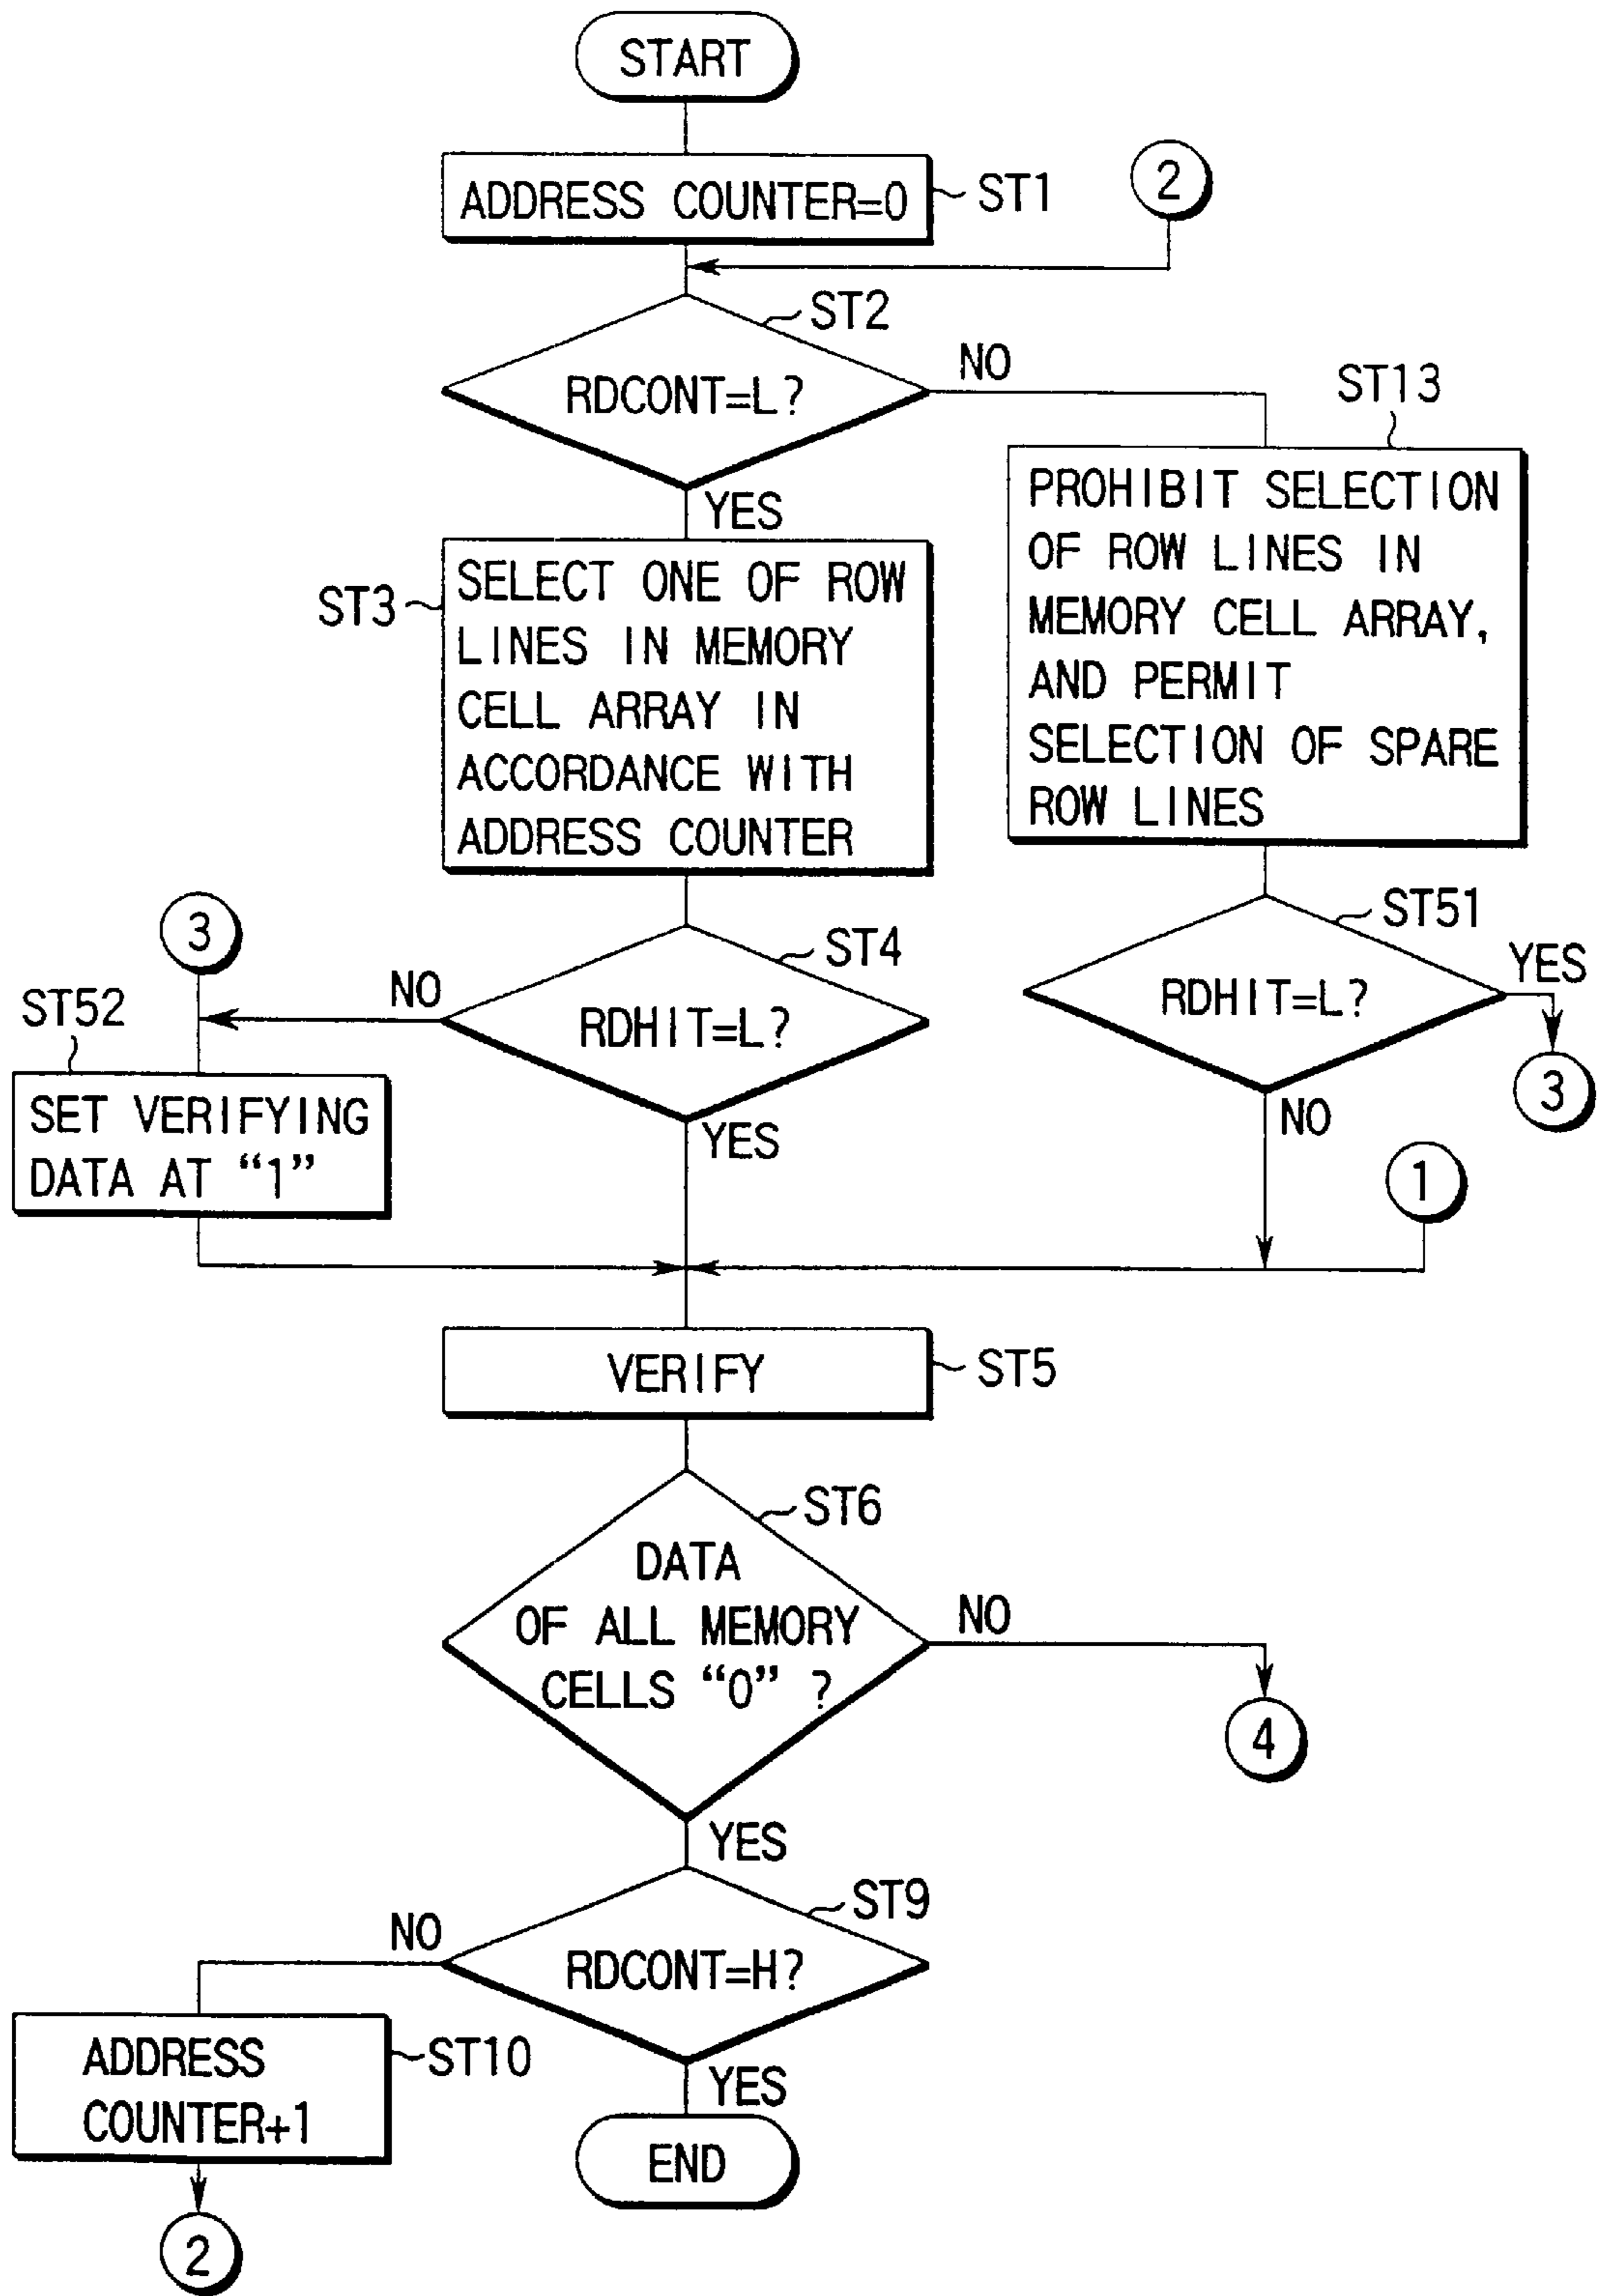 START
ADDRESS COUNTER=0
ST1
2
ST2
RDCONT=L?
NO
YES
ST13
PROHIBIT SELECTION
OF ROW LINES IN
MEMORY CELL ARRAY,
AND PERMIT
SELECTION OF SPARE
ROW LINES
ST3
SELECT ONE OF ROW
LINES IN MEMORY
CELL ARRAY IN
ACCORDANCE WITH
ADDRESS COUNTER
ST51
RDHIT=L?
YES
3
NO
3
ST4
RDHIT=L?
NO
YES
ST52
SET VERIFYING
DATA AT “1”
1
VERIFY
ST5
ST6
DATA
OF ALL MEMORY
CELLS “0” ?
NO
4
YES
ST9
RDCONT=H?
NO
YES
ADDRESS
COUNTER+1
ST10
END
2